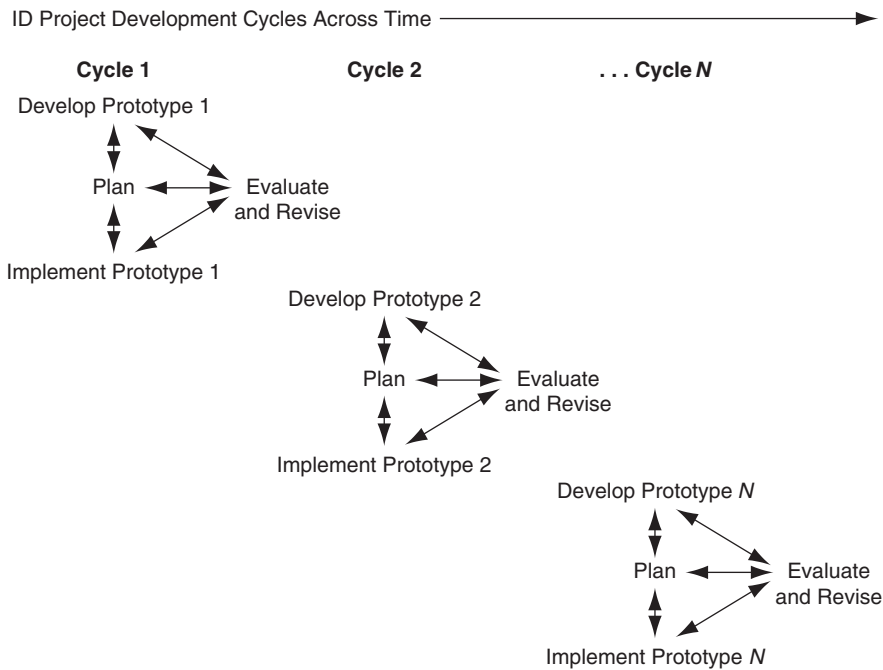 ID Project Development Cycles Across Time
Cycle 1
Cycle 2
. . . Cycle N
Develop Prototype 1
Plan
Evaluate
and Revise
Implement Prototype 1
Develop Prototype 2
Plan
Evaluate
and Revise
Implement Prototype 2
Develop Prototype N
Plan
Evaluate
and Revise
Implement Prototype N